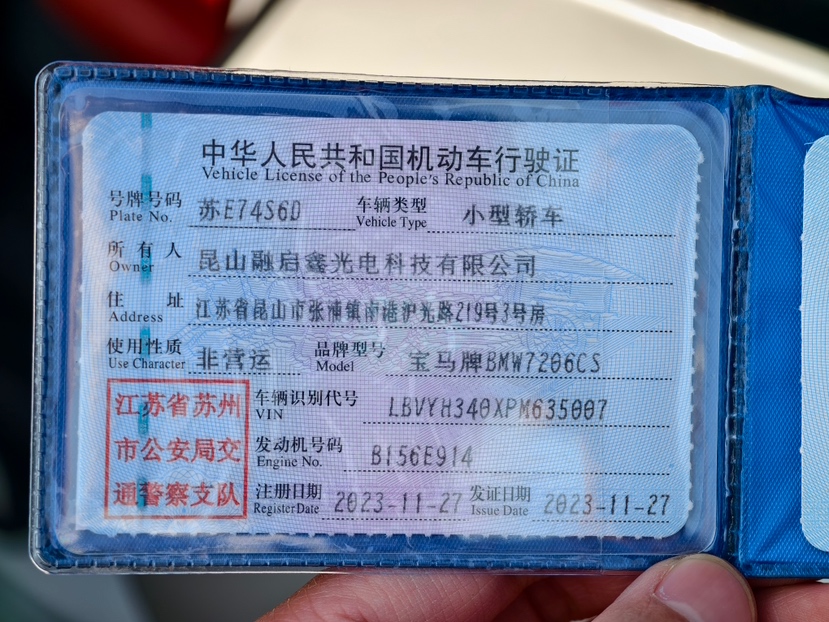 中华人民共和国机动车行驶证
Vehicle License of the People's Republic of China
号牌号码 苏E74S6D 车辆类型 小型轿车
Plate No. Vehicle Type
所有人 昆山融启鑫光电科技有限公司
Owner
住址 江苏省昆山市张浦镇南港沪光路219号3号房
Address
使用性质 非营运 品牌型号 宝马牌BMW7206CS
Use Character Model
江苏省苏州
市公安局交
通警察支队
车辆识别代号 LBVYH340XPM635007
VIN
发动机号码 B156E914
Engine No.
注册日期 2023-11-27 发证日期 2023-11-27
Register Date Issue Date